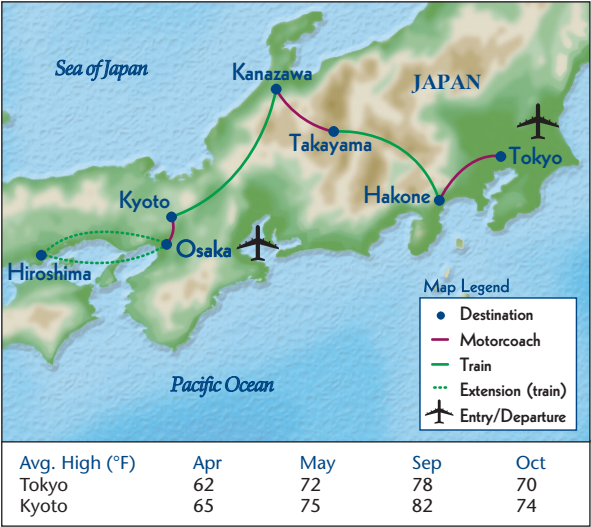 Sea of Japan
Kanazawa
JAPAN
Takayama
Tokyo
Hakone
Kyoto
Osaka
Hiroshima
Pacific Ocean
Map Legend
Destination
Motorcoach
Train
Extension (train)
Entry/Departure
Avg. High (°F) Apr May Sep Oct
Tokyo 62 72 78 70
Kyoto 65 75 82 74